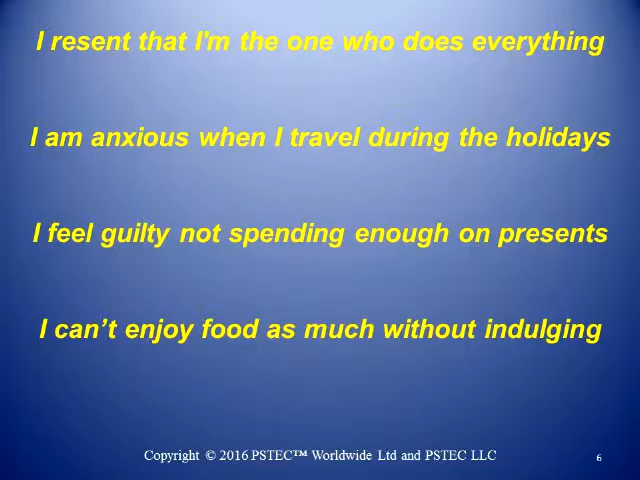 I resent that I'm the one who does everything
I am anxious when I travel during the holidays
I feel guilty not spending enough on presents
I can’t enjoy food as much without indulging
Copyright © 2016 PSTEC™ Worldwide Ltd and PSTEC LLC
6